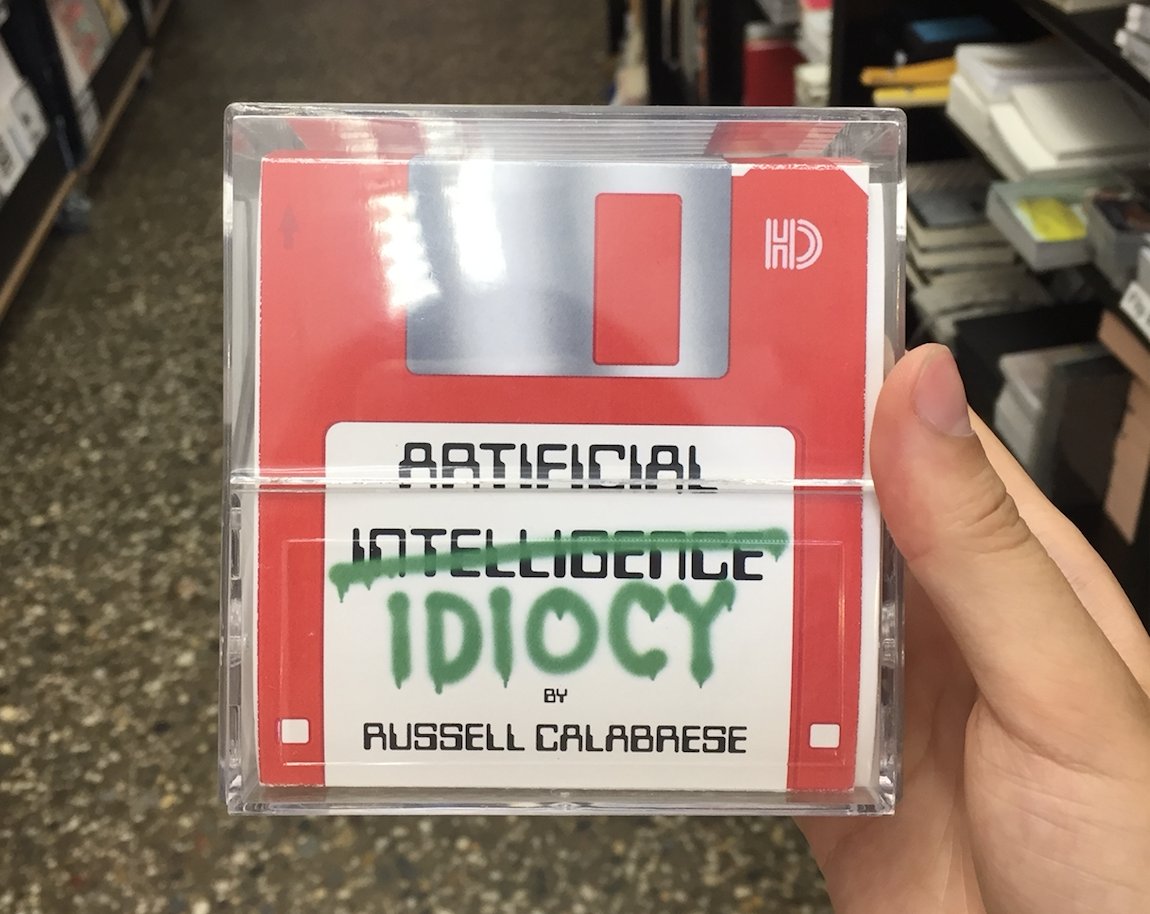 HD
ARTIFICIAL
INTELLIGENCE
IDIOCY
BY
RUSSELL CALABRESE